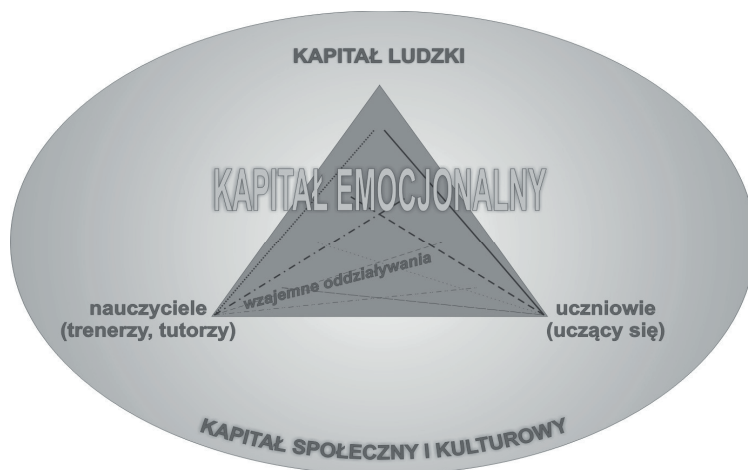 KAPITAŁ LUDZKI
KAPITAŁ EMOCJONALNY
wzajemne oddziaływania
nauczyciele
(trenerzy, tutorzy)
uczniowie
(uczący się)
KAPITAŁ SPOŁECZNY I KULTUROWY